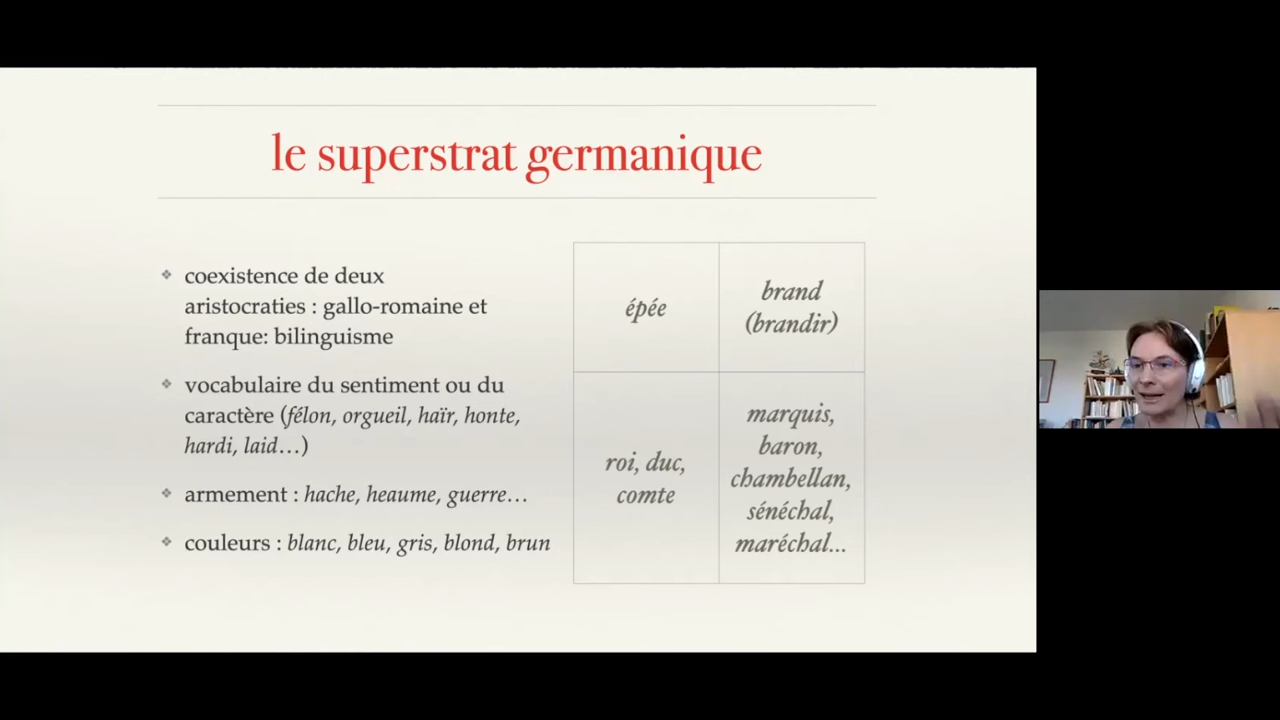 le superstrat germanique
❖ coexistence de deux
aristocraties : gallo-romaine et
franque: bilinguisme
❖ vocabulaire du sentiment ou du
caractère (félon, orgueil, haïr, honte,
hardi, laid…)
❖ armement : hache, heaume, guerre…
❖ couleurs : blanc, bleu, gris, blond, brun
épée
brand
(brandir)
roi, duc,
comte
marquis,
baron,
chambellan,
sénéchal,
maréchal...